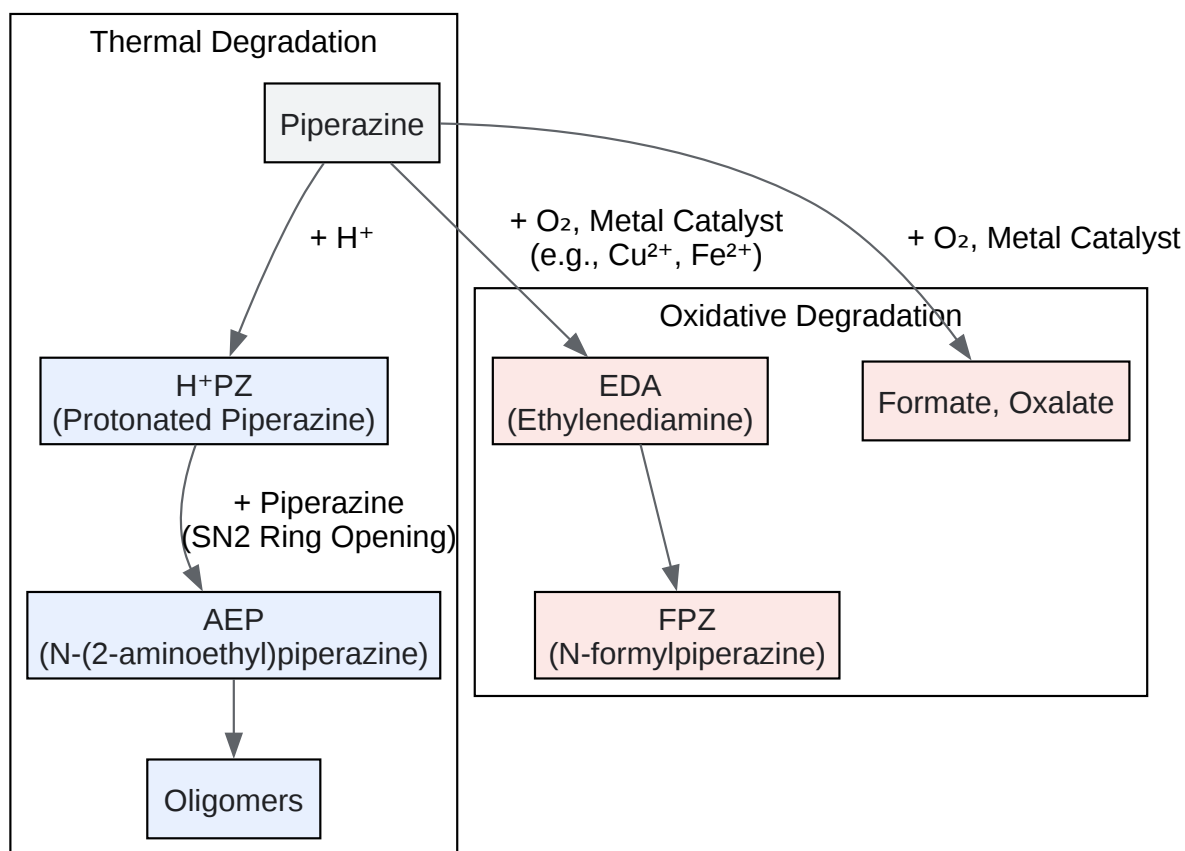 Thermal Degradation
Piperazine
+ H⁺
+ O₂, Metal Catalyst
(e.g., Cu²⁺, Fe²⁺)
+ O₂, Metal Catalyst
Oxidative Degradation
H⁺PZ
(Protonated Piperazine)
EDA
(Ethylenediamine)
Formate, Oxalate
+ Piperazine
(SN2 Ring Opening)
AEP
(N-(2-aminoethyl)piperazine)
FPZ
(N-formylpiperazine)
Oligomers